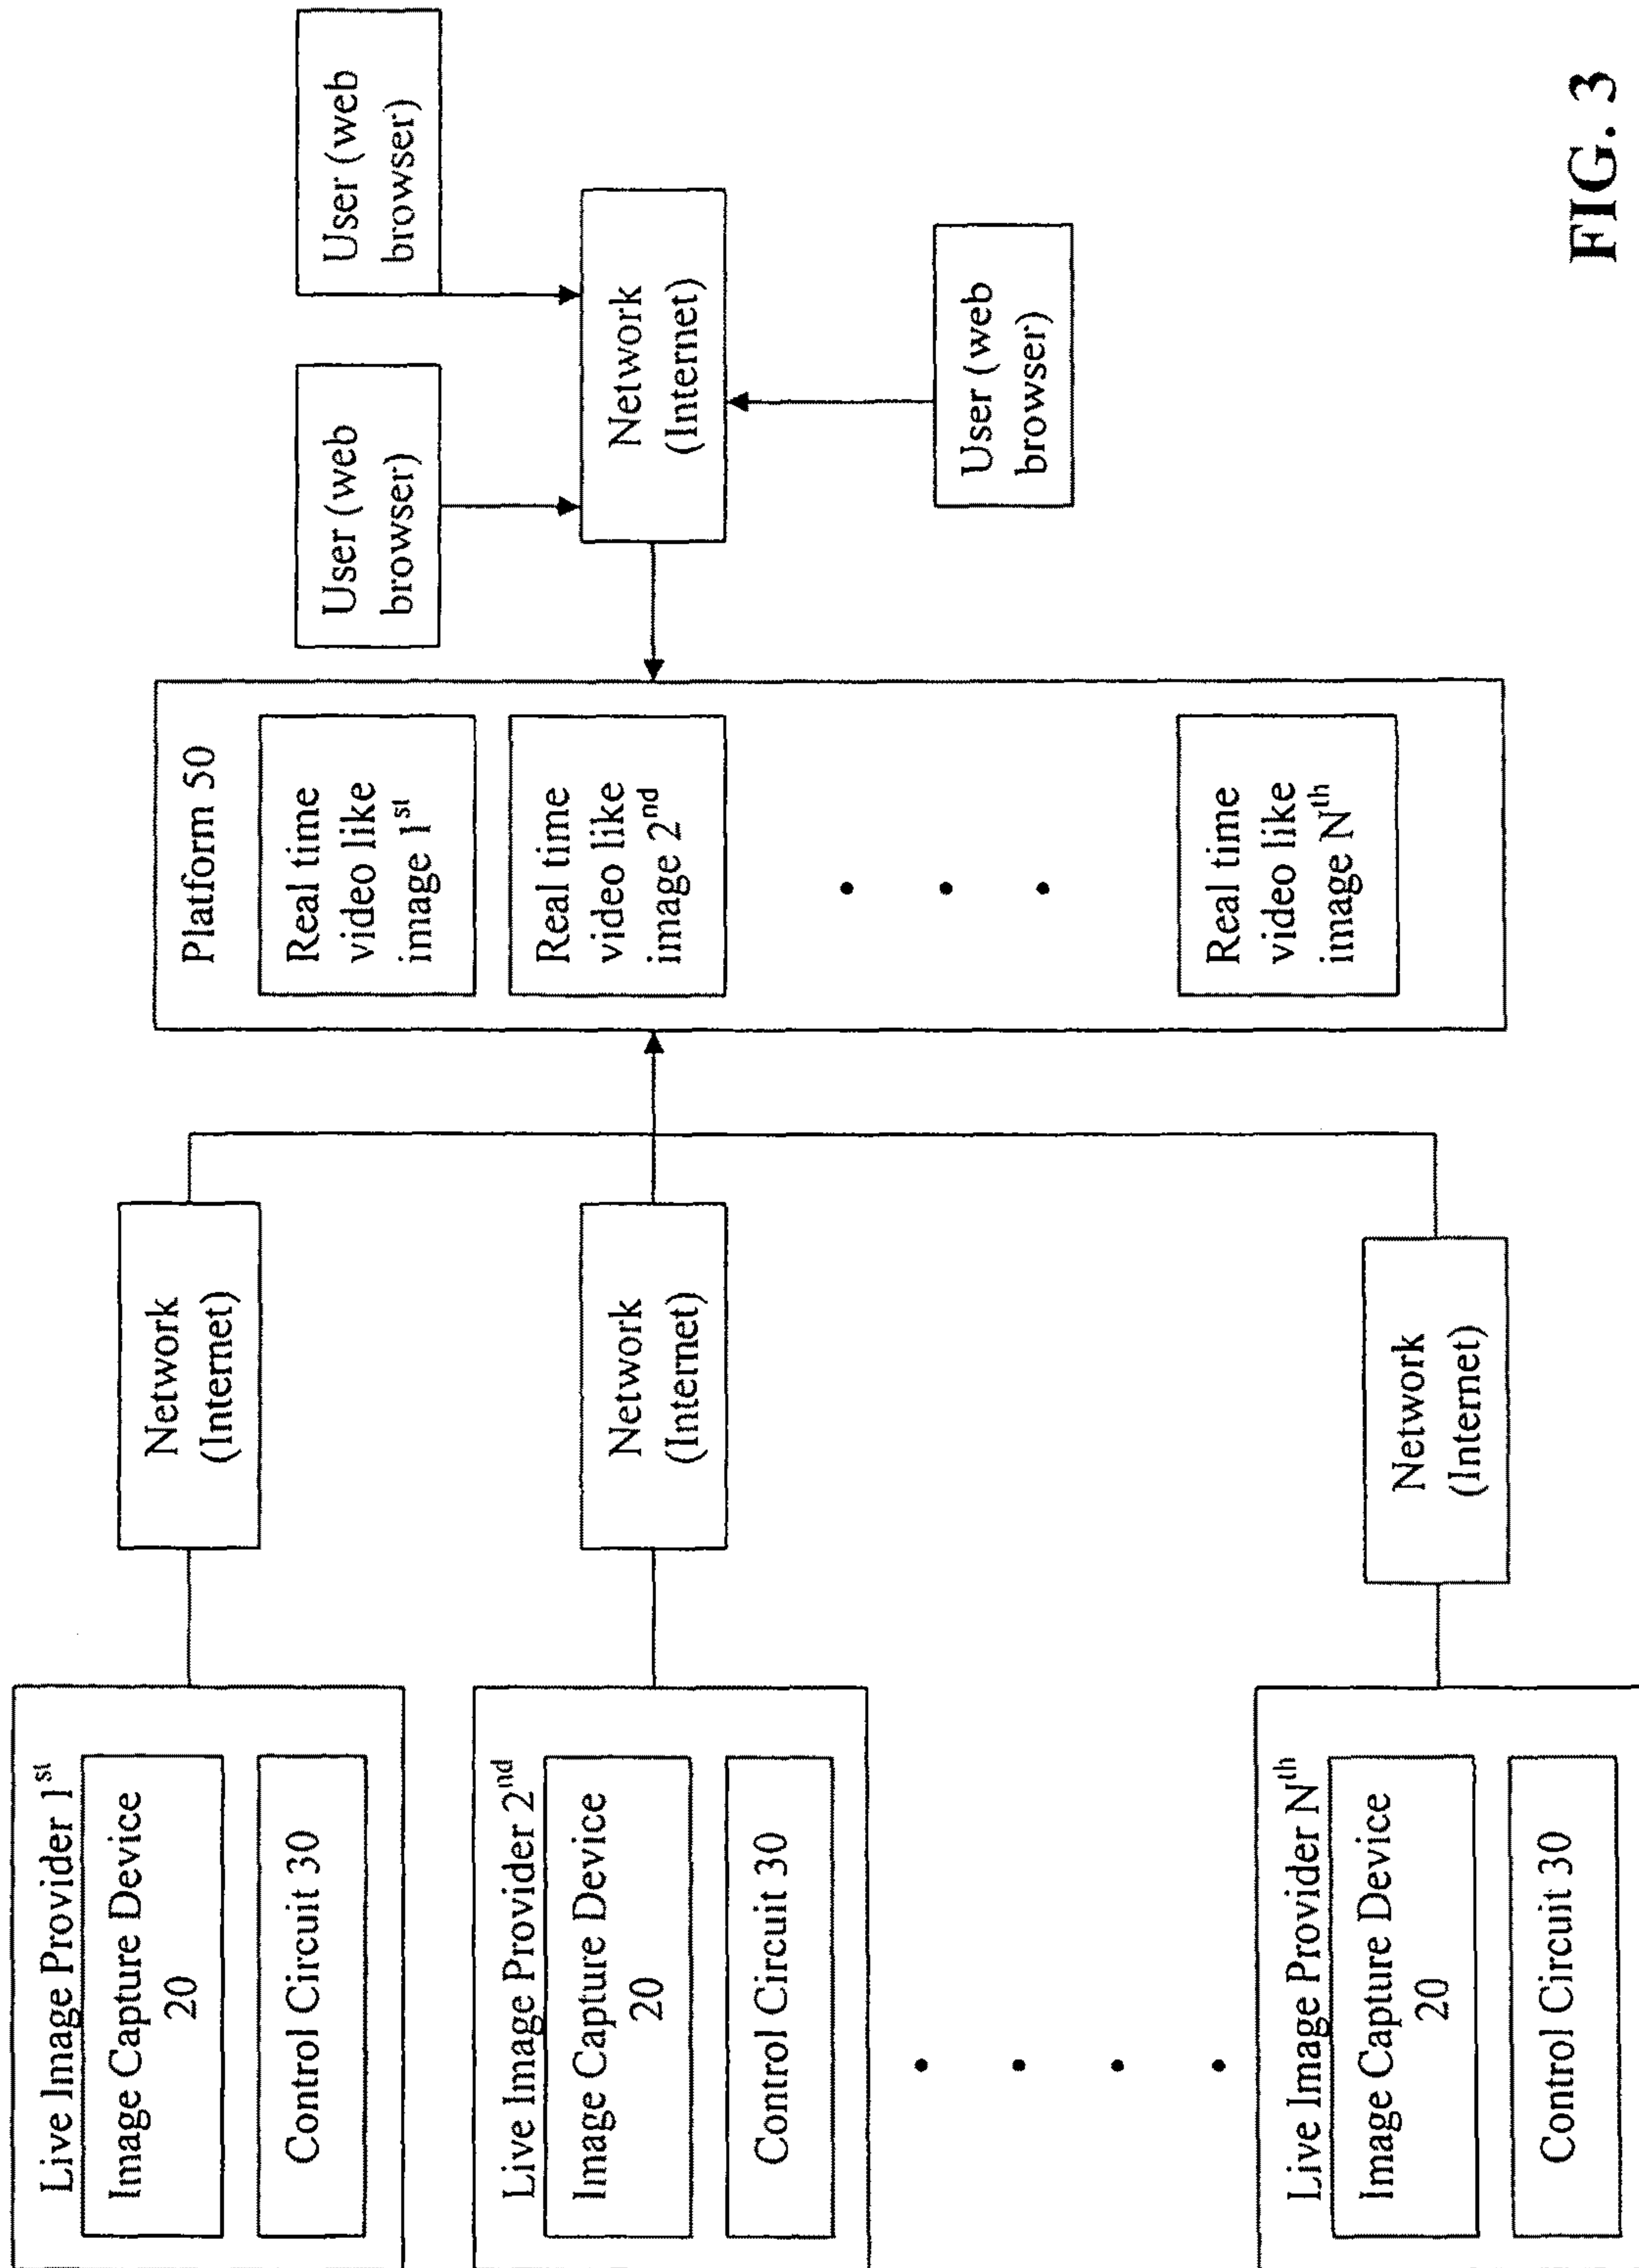 Live Image Provider 1st
Image Capture Device
20
Control Circuit 30
Live Image Provider 2nd
Image Capture Device
20
Control Circuit 30
Live Image Provider Nth
Image Capture Device
20
Control Circuit 30
Network
(Internet)
Network
(Internet)
Network
(Internet)
Platform 50
Real time
video like
image 1st
Real time
video like
image 2nd
Real time
video like
image Nth
User (web
browser)
User (web
browser)
Network
(Internet)
User (web
browser)
FIG. 3